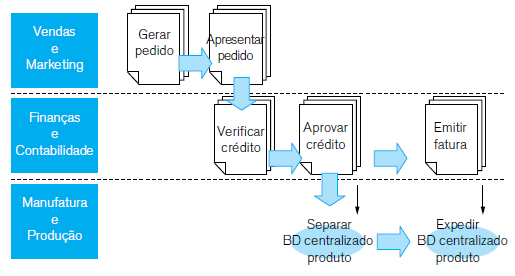 Vendas
e
Marketing
Gerar
pedido
Apresentar
pedido
Finanças
e
Contabilidade
Verificar
crédito
Aprovar
crédito
Emitir
fatura
Manufatura
e
Produção
Separar
BD centralizado
produto
Expedir
BD centralizado
produto